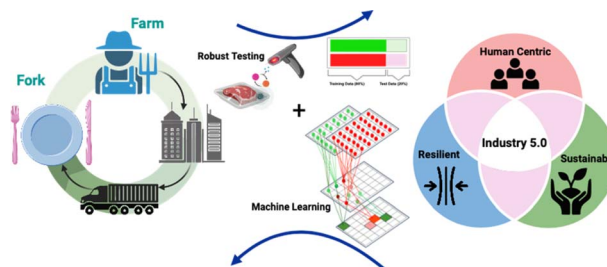 Farm
Fork
Robust Testing
+
Machine Learning
Training Data (80%)
Test Data (20%)
Human Centric
Resilient
Industry 5.0
Sustainab